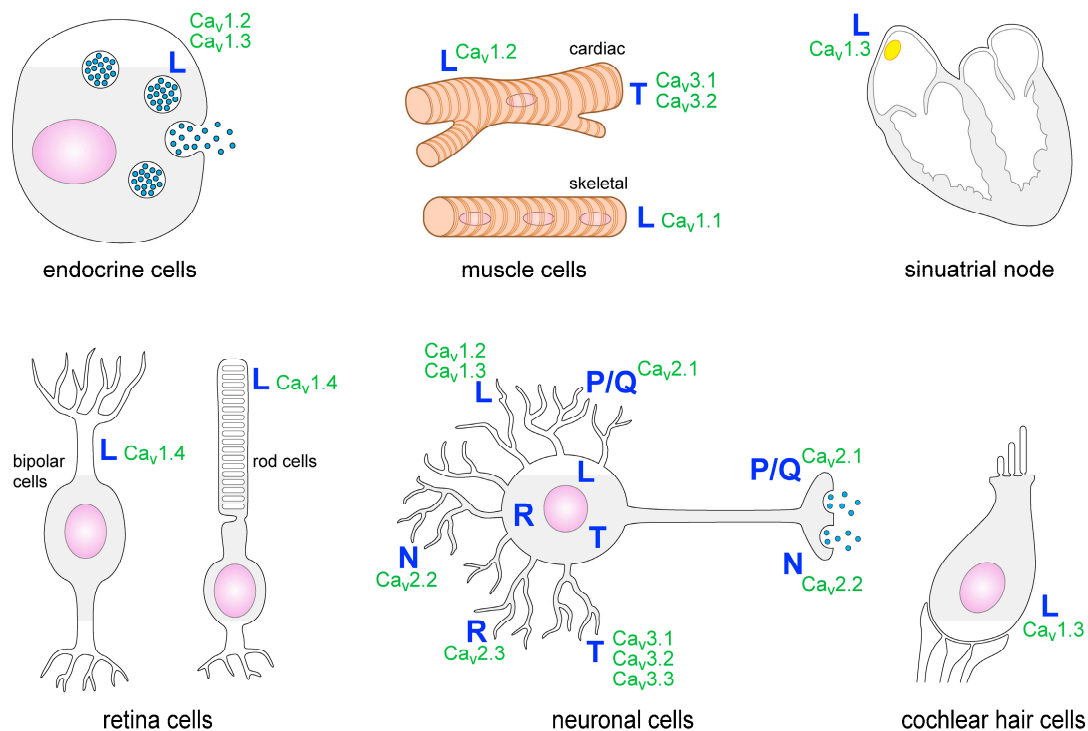 Caᵥ1.2
Caᵥ1.3
L
endocrine cells
L Caᵥ1.2
cardiac
T Caᵥ3.1
Caᵥ3.2
skeletal
L Caᵥ1.1
muscle cells
L
Caᵥ1.3
sinuatrial node
L Caᵥ1.4
bipolar
cells
L Caᵥ1.4
rod cells
retina cells
Caᵥ1.2
Caᵥ1.3
L
P/Q Caᵥ2.1
L
R
T
N
Caᵥ2.2
R
Caᵥ2.3
T Caᵥ3.1
Caᵥ3.2
Caᵥ3.3
P/Q Caᵥ2.1
N
Caᵥ2.2
neuronal cells
L
Caᵥ1.3
cochlear hair cells